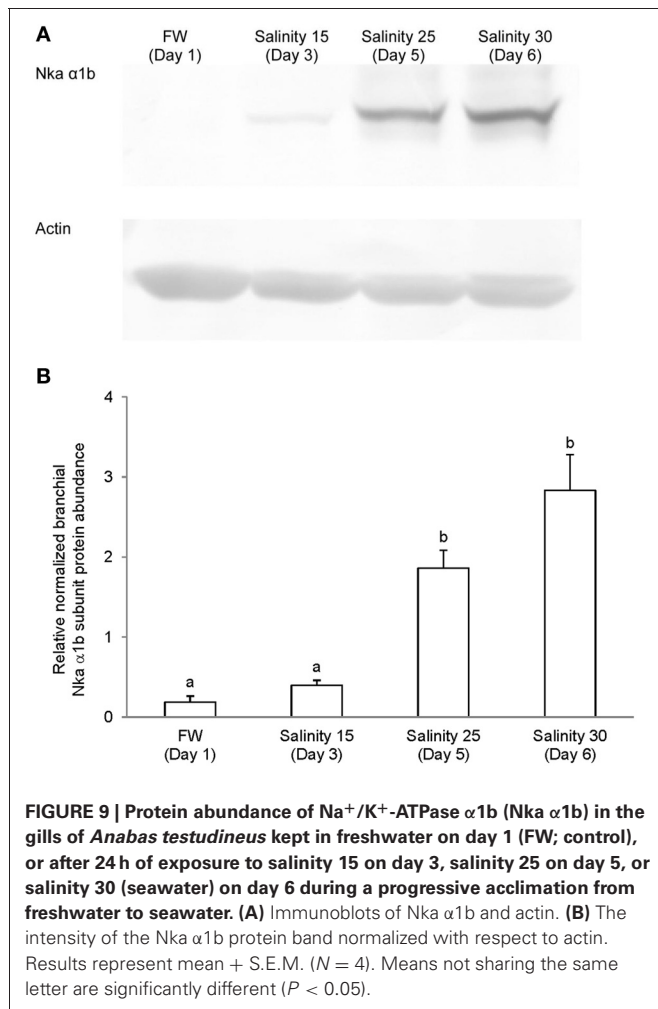 A
FW Salinity 15 Salinity 25 Salinity 30
(Day 1) (Day 3) (Day 5) (Day 6)
Nka α1b
Actin
B
Relative normalized branchial
Nka α1b subunit protein abundance
4
3
2
1
0
a
a
b
b
FW Salinity 15 Salinity 25 Salinity 30
(Day 1) (Day 3) (Day 5) (Day 6)
FIGURE 9 | Protein abundance of Na⁺/K⁺-ATPase α1b (Nka α1b) in the
gills of Anabas testudineus kept in freshwater on day 1 (FW; control),
or after 24 h of exposure to salinity 15 on day 3, salinity 25 on day 5, or
salinity 30 (seawater) on day 6 during a progressive acclimation from
freshwater to seawater. (A) Immunoblots of Nka α1b and actin. (B) The
intensity of the Nka α1b protein band normalized with respect to actin.
Results represent mean + S.E.M. (N = 4). Means not sharing the same
letter are significantly different (P < 0.05).